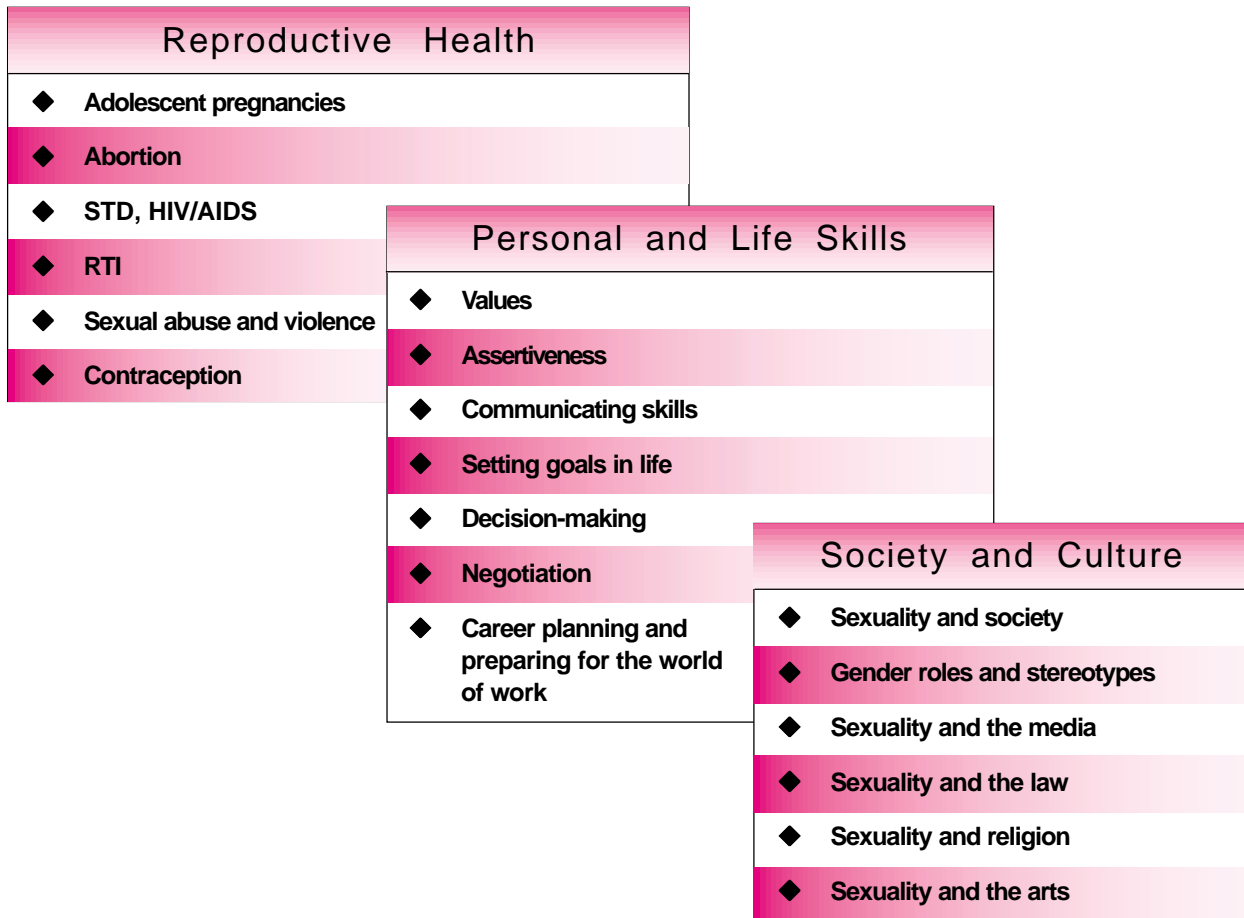 Reproductive Health
◆ Adolescent pregnancies
◆ Abortion
◆ STD, HIV/AIDS
◆ RTI
◆ Sexual abuse and violence
◆ Contraception
Personal and Life Skills
◆ Values
◆ Assertiveness
◆ Communicating skills
◆ Setting goals in life
◆ Decision-making
◆ Negotiation
◆ Career planning and
preparing for the world
of work
Society and Culture
◆ Sexuality and society
◆ Gender roles and stereotypes
◆ Sexuality and the media
◆ Sexuality and the law
◆ Sexuality and religion
◆ Sexuality and the arts